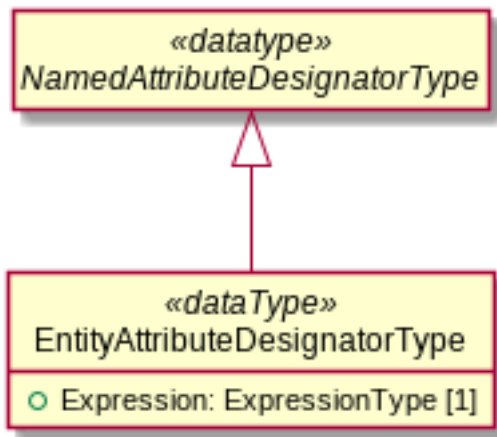 «datatype»
NamedAttributeDesignatorType
«dataType»
EntityAttributeDesignatorType
Expression: ExpressionType [1]